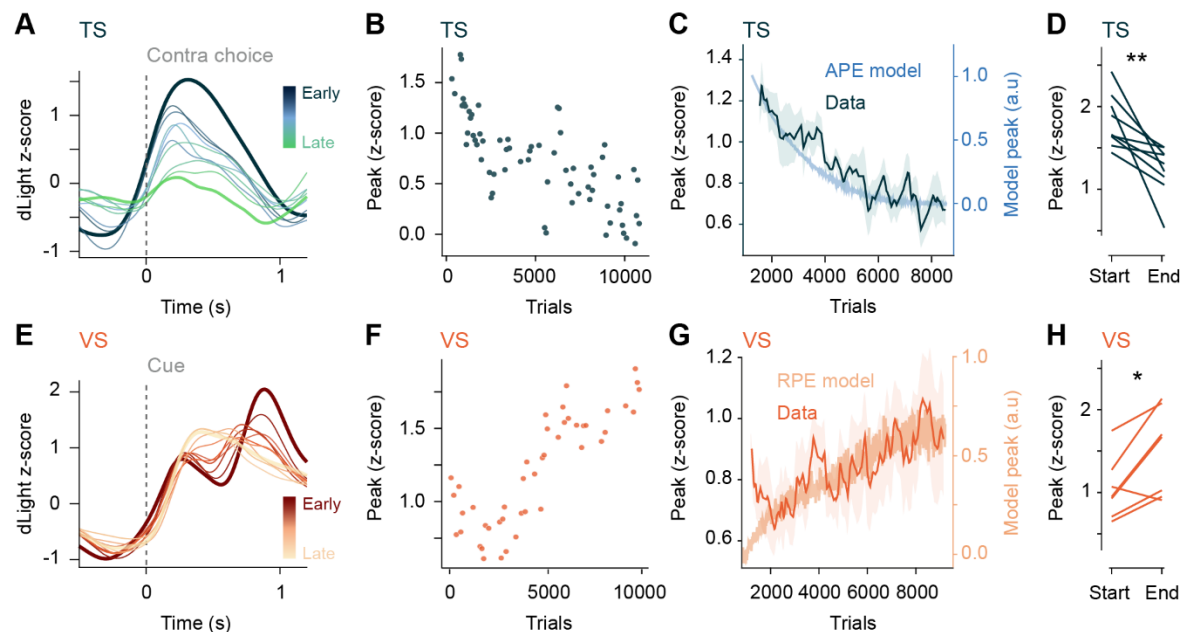 A TS
Contra choice
Early
Late
dLight z-score
1
0
-1
0 1
Time (s)
B TS
Peak (z-score)
1.5
1.0
0.5
0.0
0 5000 10000
Trials
C TS
APE model
Data
Peak (z-score)
1.4
1.2
1.0
0.8
0.6
Model peak (a.u)
1.0
0.5
0.0
2000 4000 6000 8000
Trials
D TS
**
Peak (z-score)
2
1
Start End
E VS
Cue
Early
Late
dLight z-score
2
1
0
-1
0 1
Time (s)
F VS
Peak (z-score)
1.5
1.0
0 5000 10000
Trials
G VS
RPE model
Data
Peak (z-score)
1.2
1.0
0.8
0.6
Model peak (a.u)
1.0
0.5
0.0
2000 4000 6000 8000
Trials
H VS
*
Peak (z-score)
2
1
Start End